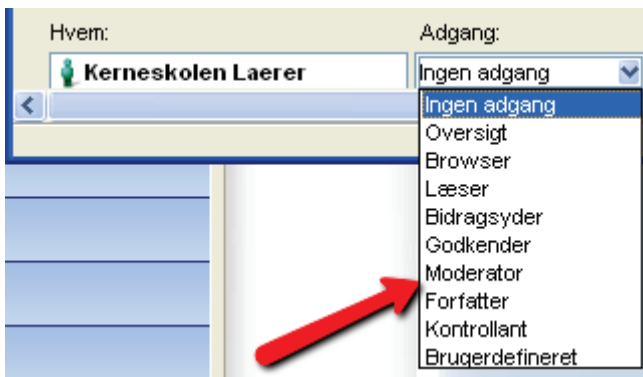 Hvem: Adgang:
Kerneskolen Laerer Ingen adgang
Ingen adgang
Oversigt
Browser
Læser
Bidragsyder
Godkender
Moderator
Forfatter
Kontrollant
Brugerdefineret